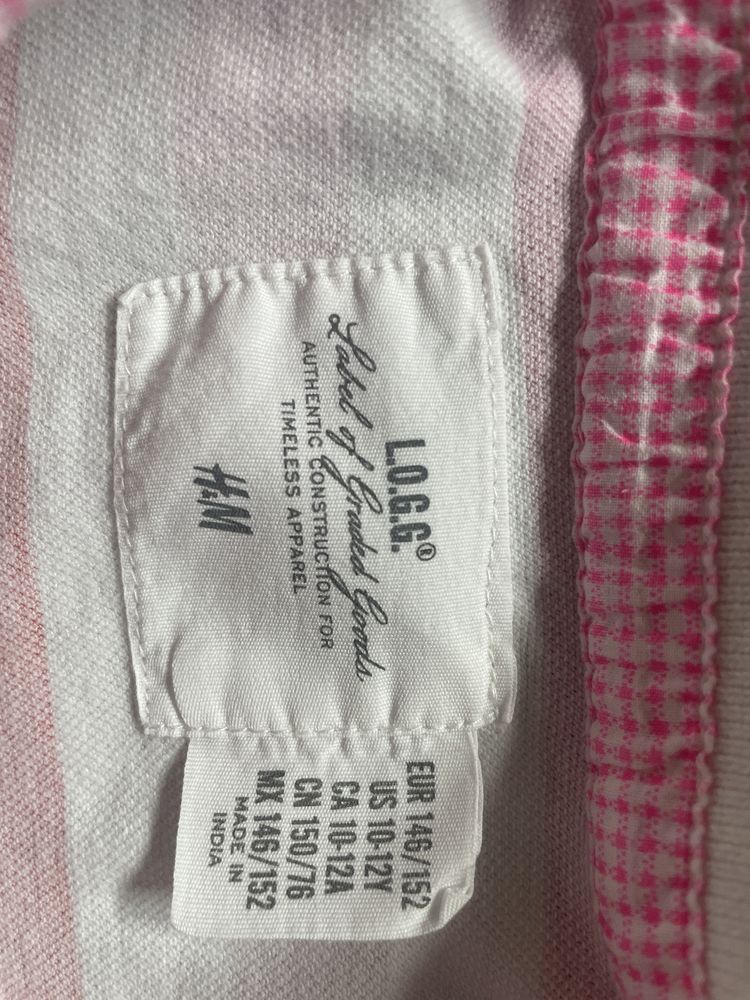 L.O.G.G.®
Label of Graded Goods
AUTHENTIC CONSTRUCTION FOR
TIMELESS APPAREL
H&M
EUR 146/152
US 10-12Y
CA 10-12A
CN 150/76
MX 146/152
MADE IN
INDIA